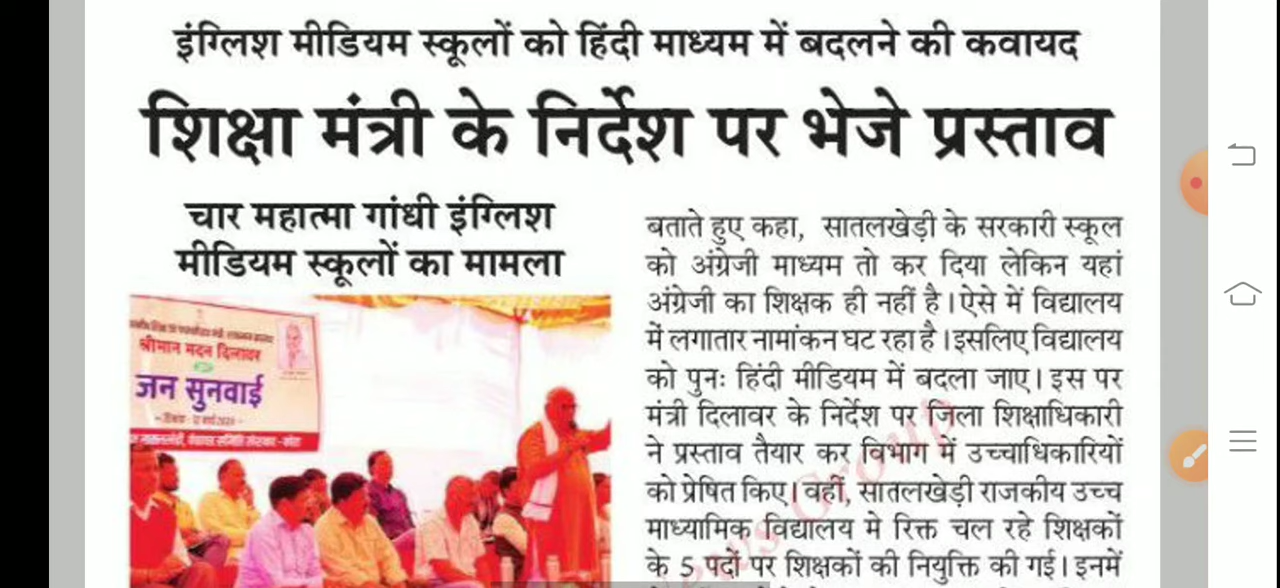 इंग्लिश मीडियम स्कूलों को हिंदी माध्यम में बदलने की कवायद
शिक्षा मंत्री के निर्देश पर भेजे प्रस्ताव
चार महात्मा गांधी इंग्लिश
मीडियम स्कूलों का मामला
श्रीमान मदन दिलावर
जन सुनवाई
बताते हुए कहा, सातलखेड़ी के सरकारी स्कूल
को अंग्रेजी माध्यम तो कर दिया लेकिन यहां
अंग्रेजी का शिक्षक ही नहीं है। ऐसे में विद्यालय
में लगातार नामांकन घट रहा है। इसलिए विद्यालय
को पुनः हिंदी मीडियम में बदला जाए। इस पर
मंत्री दिलावर के निर्देश पर जिला शिक्षाधिकारी
ने प्रस्ताव तैयार कर विभाग में उच्चाधिकारियों
को प्रेषित किए। वहीं, सातलखेड़ी राजकीय उच्च
माध्यामिक विद्यालय मे रिक्त चल रहे शिक्षकों
के 5 पदों पर शिक्षकों की नियुक्ति की गई। इनमें